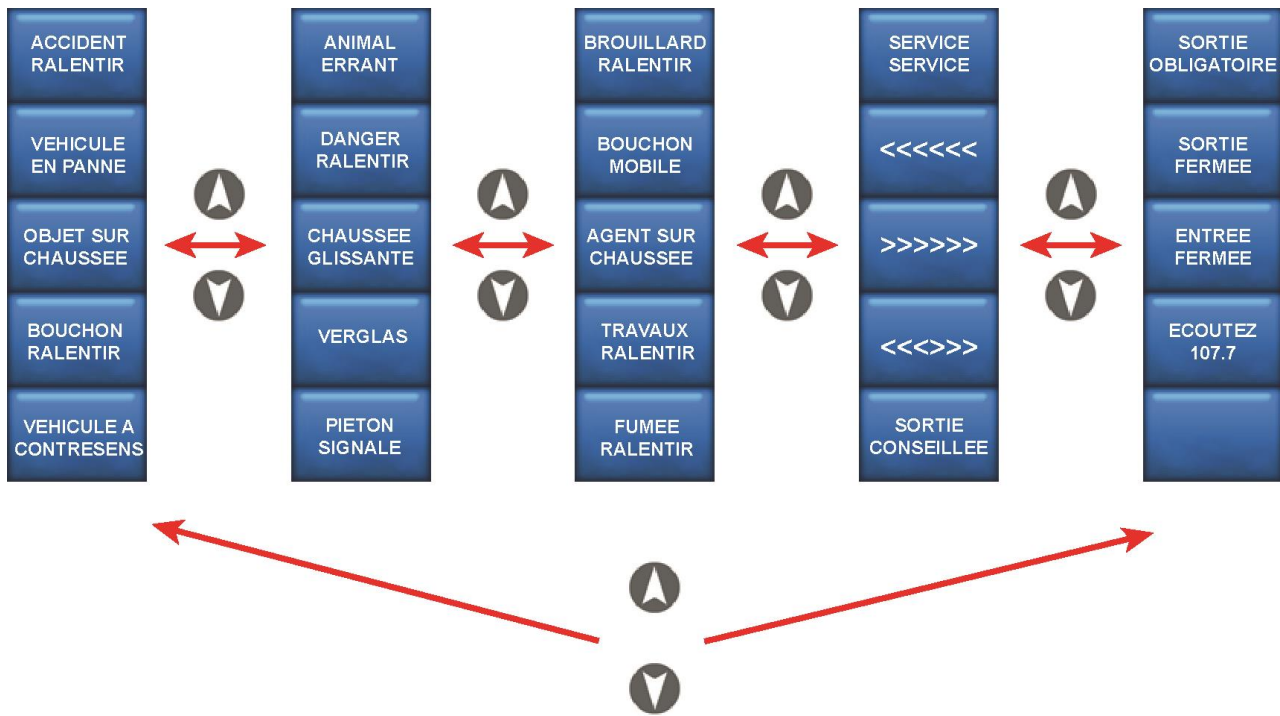 ACCIDENT
RALENTIR
VEHICULE
EN PANNE
OBJET SUR
CHAUSSEE
BOUCHON
RALENTIR
VEHICULE A
CONTRESENS
ANIMAL
ERRANT
DANGER
RALENTIR
CHAUSSEE
GLISSANTE
VERGLAS
PIETON
SIGNALE
BROUILLARD
RALENTIR
BOUCHON
MOBILE
AGENT SUR
CHAUSSEE
TRAVAUX
RALENTIR
FUMEE
RALENTIR
SERVICE
SERVICE
<<<<<<
>>>>>>
<<<>>>
SORTIE
CONSEILLEE
SORTIE
OBLIGATOIRE
SORTIE
FERMEE
ENTREE
FERMEE
ECOUTEZ
107.7